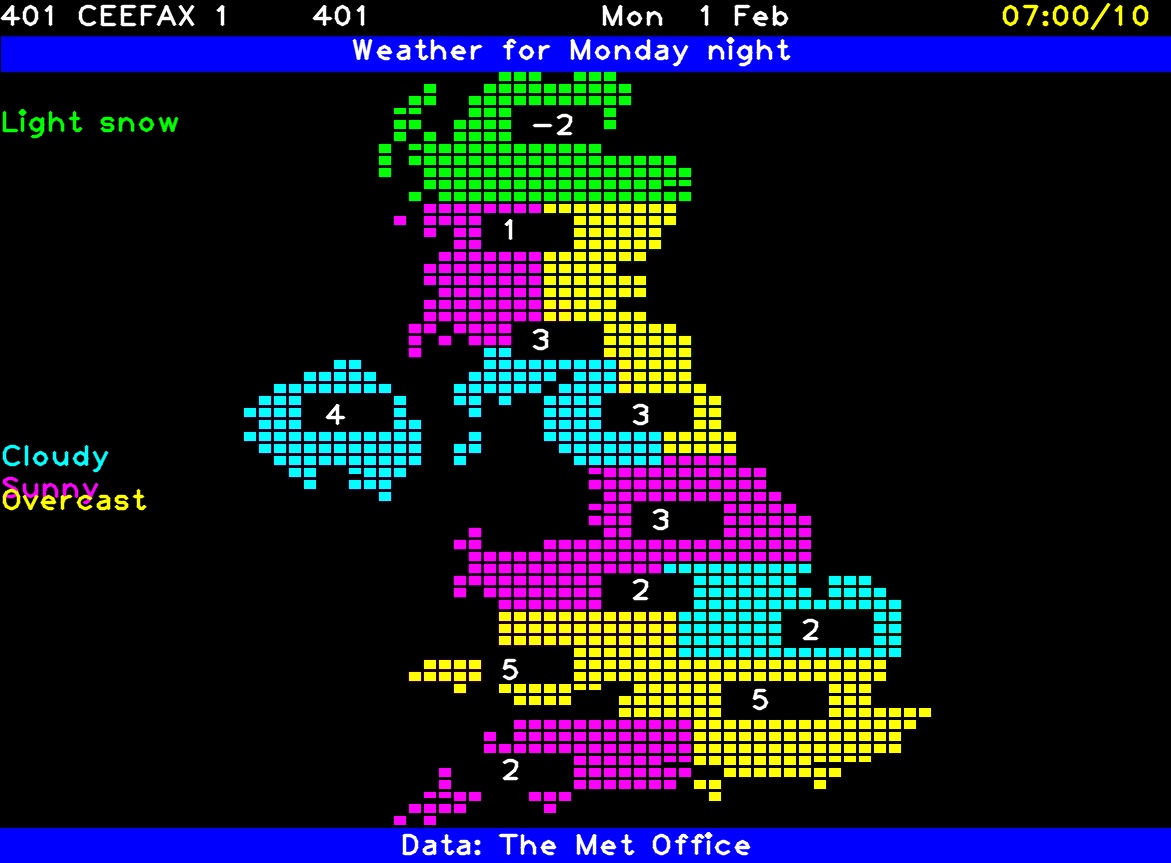 401 CEEFAX 1 401 Mon 1 Feb 07:00/10
Weather for Monday night
Light snow
-2
1
3
4 3
Cloudy
Sunny
Overcast
3
2
2
5
5
2
Data: The Met Office